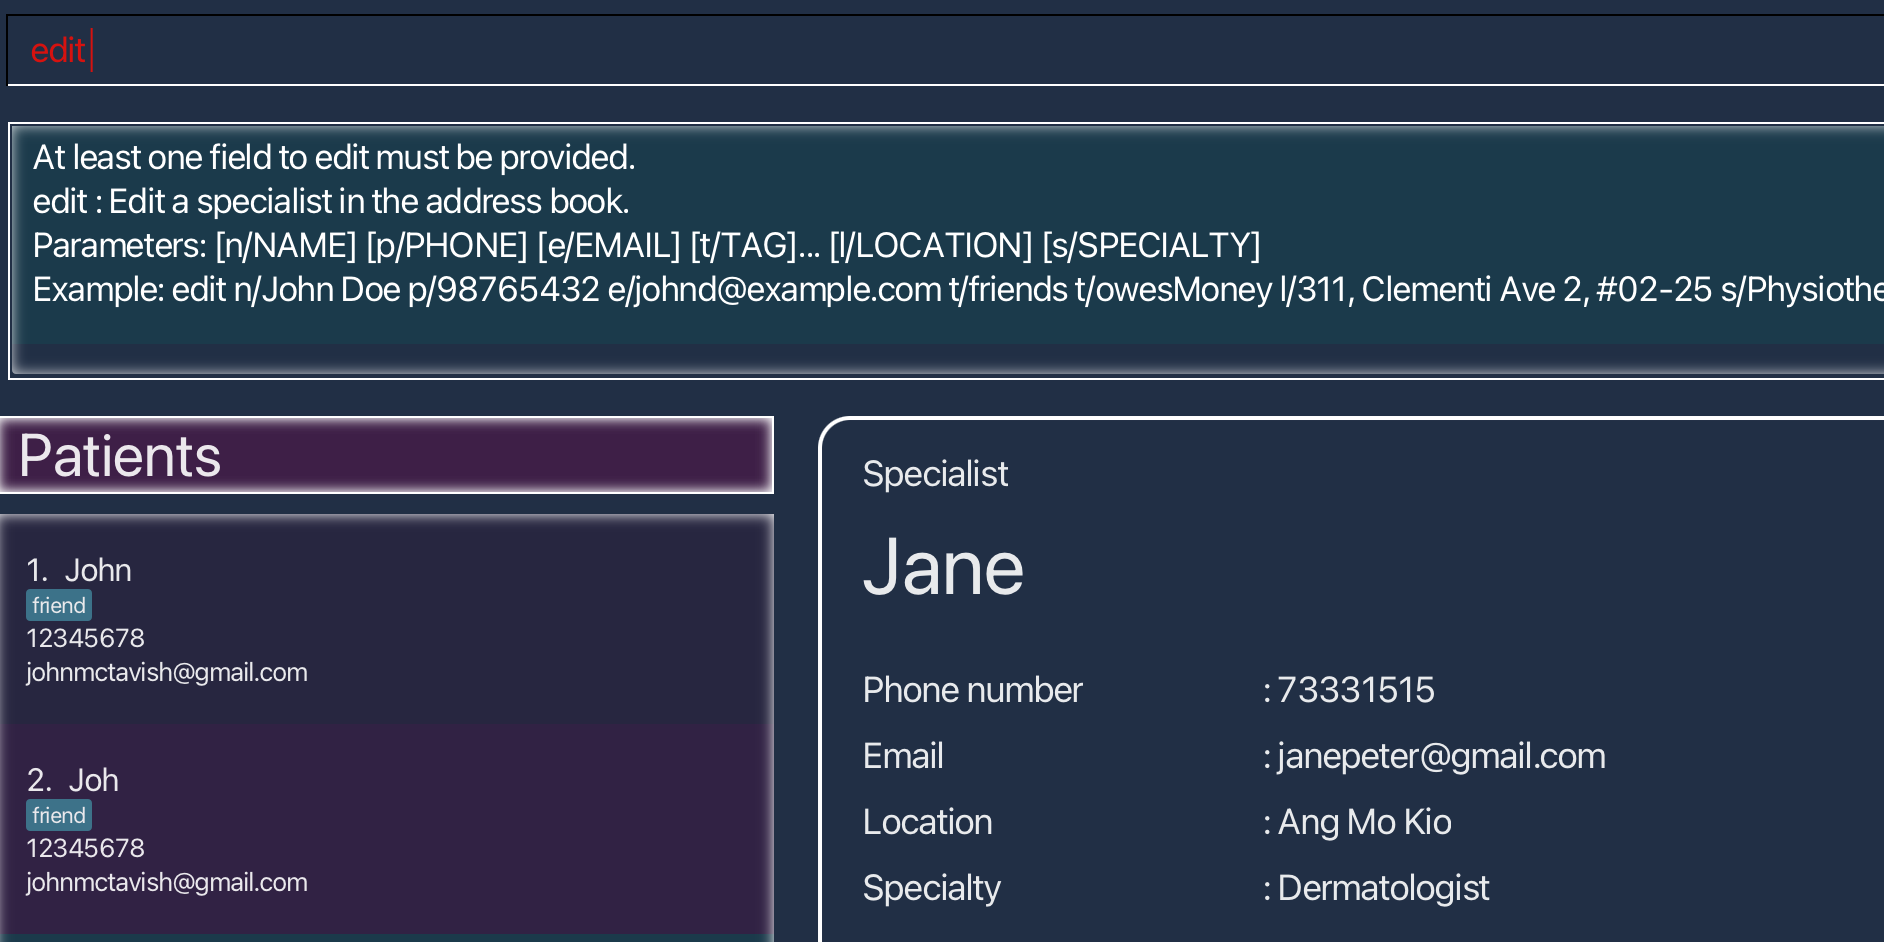 edit
At least one field to edit must be provided.
edit : Edit a specialist in the address book.
Parameters: [n/NAME] [p/PHONE] [e/EMAIL] [t/TAG]... [l/LOCATION] [s/SPECIALTY]
Example: edit n/John Doe p/98765432 e/johnd@example.com t/friends t/owesMoney l/311, Clementi Ave 2, #02-25 s/Physiothe
Patients
1. John
friend
12345678
johnmctavish@gmail.com
2. Joh
friend
12345678
johnmctavish@gmail.com
Specialist
Jane
Phone number : 73331515
Email : janepeter@gmail.com
Location : Ang Mo Kio
Specialty : Dermatologist